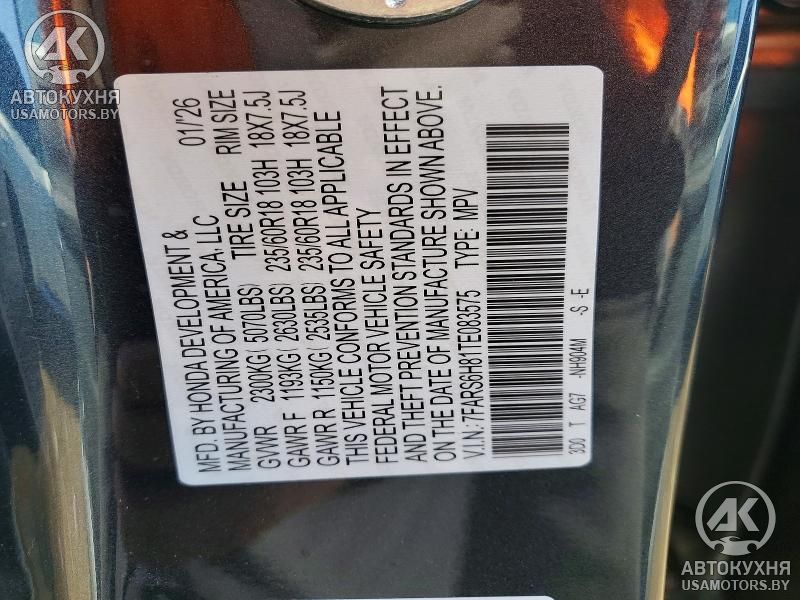 MFD. BY HONDA DEVELOPMENT & 01/26
MANUFACTURING OF AMERICA, LLC
GVWR 2300KG ( 5070LBS) TIRE SIZE RIM SIZE
GAWR F 1193KG ( 2630LBS) 235/60R18 103H 18X7.5J
GAWR R 1150KG ( 2535LBS) 235/60R18 103H 18X7.5J
THIS VEHICLE CONFORMS TO ALL APPLICABLE
FEDERAL MOTOR VEHICLE SAFETY
AND THEFT PREVENTION STANDARDS IN EFFECT
ON THE DATE OF MANUFACTURE SHOWN ABOVE.
V.I.N: 7FARS6H81TE083575 TYPE: MPV
3D0 T AG7 -NH904M -S -E
АК
АВТОКУХНЯ
USAMOTORS.BY
АК
АВТОКУХНЯ
USAMOTORS.BY